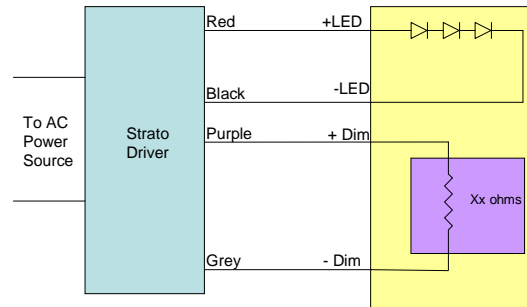 Red +LED
Black -LED
To AC
Power
Source
Strato
Driver
Purple + Dim
Xx ohms
Grey - Dim